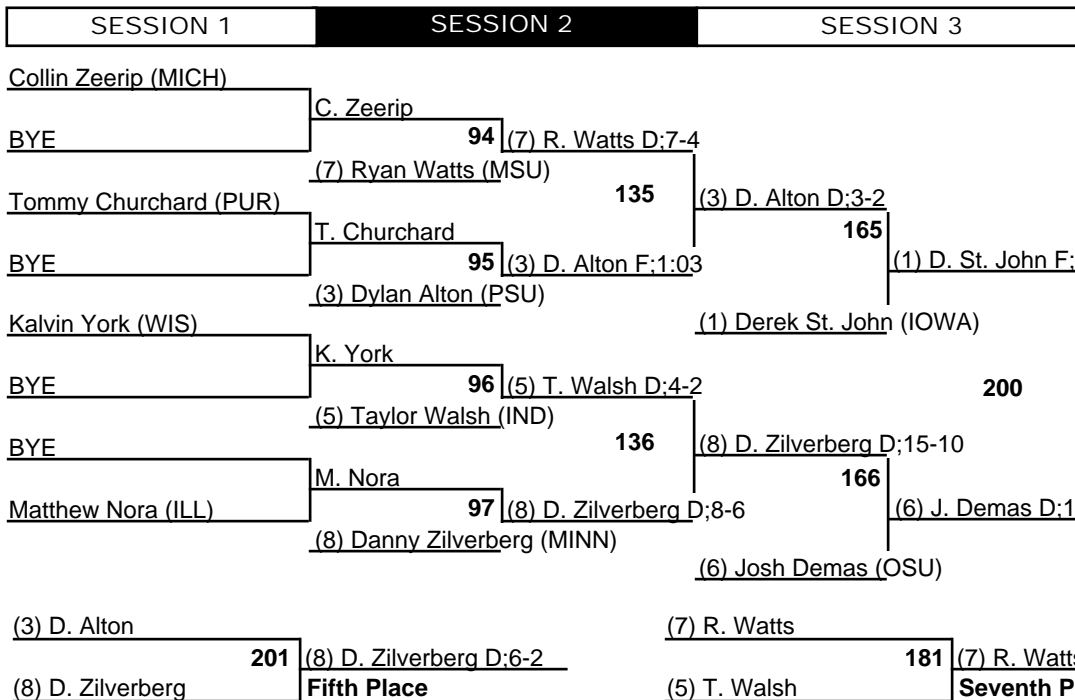 SESSION 1 SESSION 2 SESSION 3
Collin Zeerip (MICH)
C. Zeerip
BYE 94 (7) R. Watts D;7-4
(7) Ryan Watts (MSU)
Tommy Churchard (PUR) 135 (3) D. Alton D;3-2
T. Churchard 165
BYE 95 (3) D. Alton F;1:03 (1) D. St. John F;
(3) Dylan Alton (PSU)
Kalvin York (WIS) (1) Derek St. John (IOWA)
K. York
BYE 96 (5) T. Walsh D;4-2 200
(5) Taylor Walsh (IND)
BYE 136 (8) D. Zilverberg D;15-10
M. Nora 166
Matthew Nora (ILL) 97 (8) D. Zilverberg D;8-6 (6) J. Demas D;1
(8) Danny Zilverberg (MINN)
(6) Josh Demas (OSU)
(3) D. Alton (7) R. Watts
201 (8) D. Zilverberg D;6-2 181 (7) R. Watts
(8) D. Zilverberg Fifth Place (5) T. Walsh Seventh P